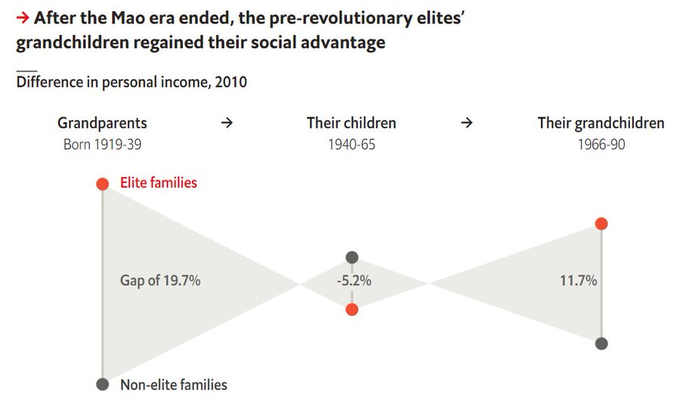 → After the Mao era ended, the pre-revolutionary elites’
grandchildren regained their social advantage
Difference in personal income, 2010
Grandparents → Their children → Their grandchildren
Born 1919-39 1940-65 1966-90
Elite families
Gap of 19.7% -5.2% 11.7%
Non-elite families